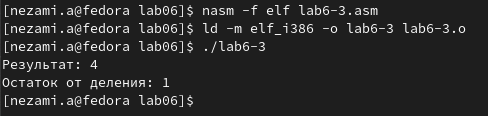 [nezami.a@fedora lab06]$ nasm -f elf lab6-3.asm
[nezami.a@fedora lab06]$ ld -m elf_i386 -o lab6-3 lab6-3.o
[nezami.a@fedora lab06]$ ./lab6-3
Результат: 4
Остаток от деления: 1
[nezami.a@fedora lab06]$